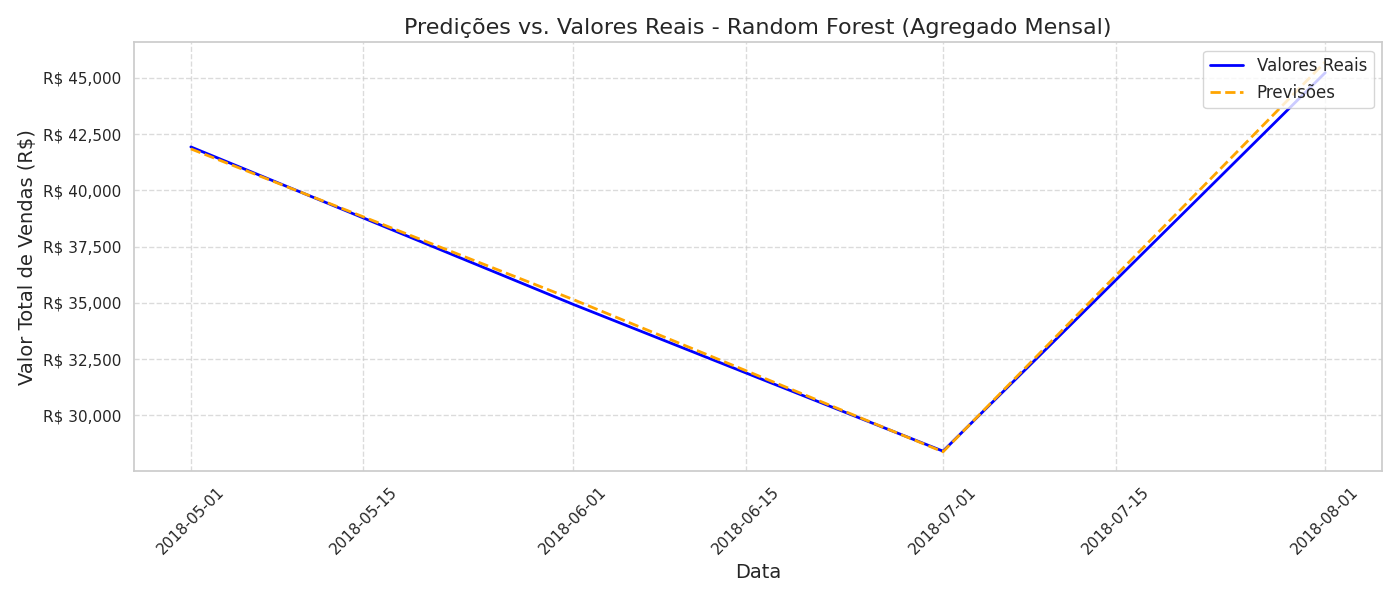 Predições vs. Valores Reais - Random Forest (Agregado Mensal)
Valores Reais
Previsões
Valor Total de Vendas (R$)
R$ 45,000
R$ 42,500
R$ 40,000
R$ 37,500
R$ 35,000
R$ 32,500
R$ 30,000
2018-05-01
2018-05-15
2018-06-01
2018-06-15
2018-07-01
2018-07-15
2018-08-01
Data